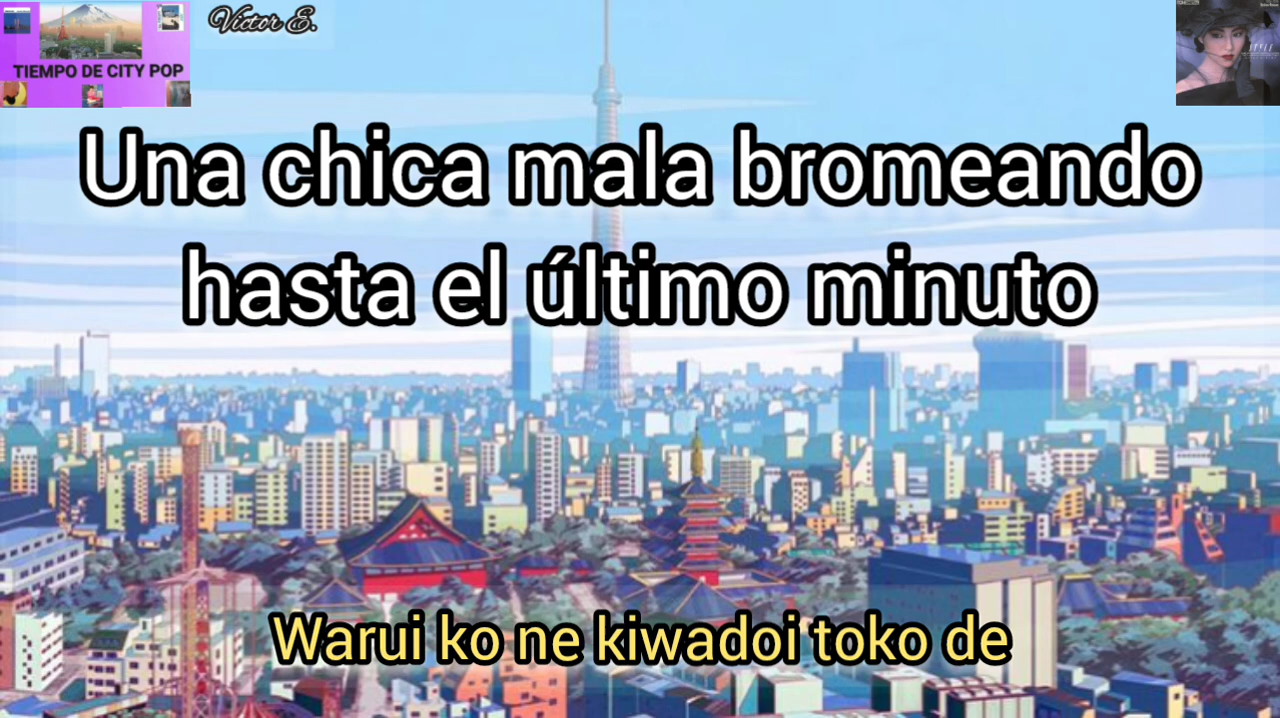 TIEMPO DE CITY POP
Victor E.
STYLE
Una chica mala bromeando
hasta el último minuto
Warui ko ne kiwadoi toko de